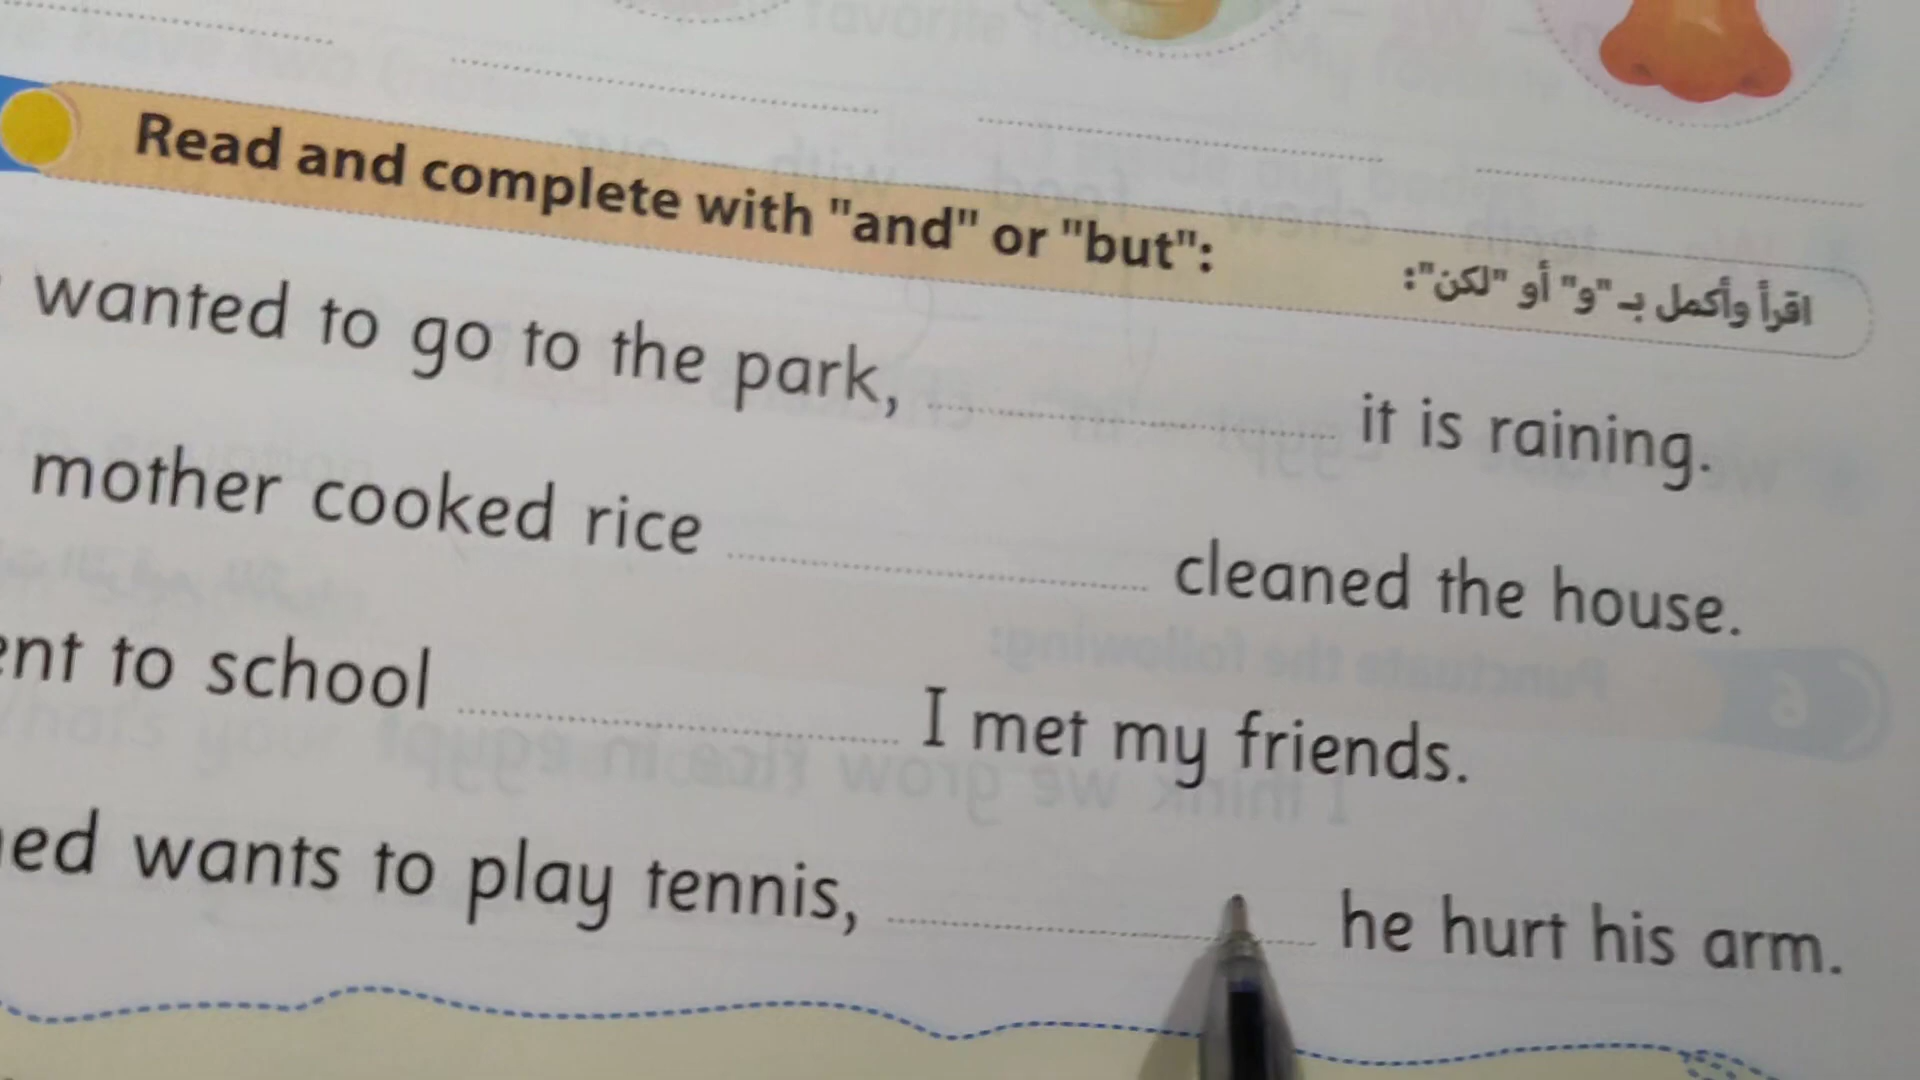 Read and complete with "and" or "but":
اقرأ وأكمل بـ "و" أو "لكن":
wanted to go to the park, it is raining.
mother cooked rice cleaned the house.
ent to school I met my friends.
ed wants to play tennis, he hurt his arm.